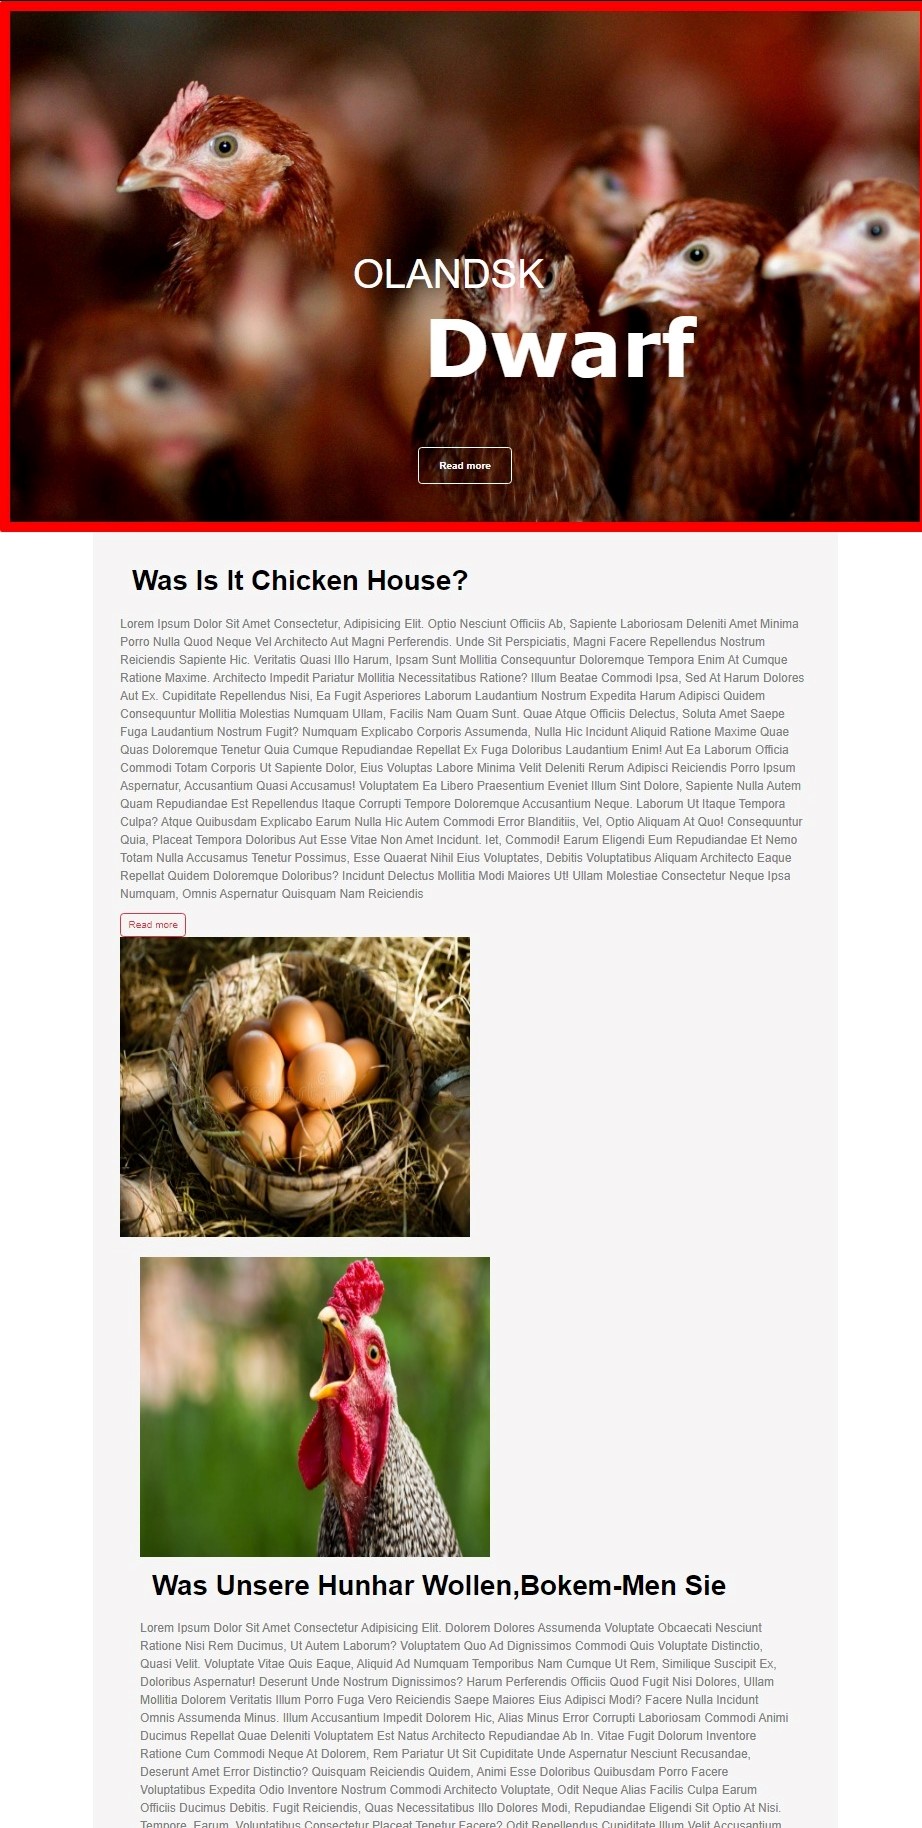 OLANDSK
Dwarf
Read more
Was Is It Chicken House?
Lorem Ipsum Dolor Sit Amet Consectetur, Adipisicing Elit. Optio Nesciunt Officiis Ab, Sapiente Laboriosam Deleniti Amet Minima
Porro Nulla Quod Neque Vel Architecto Aut Magni Perferendis. Unde Sit Perspiciatis, Magni Facere Repellendus Nostrum
Reiciendis Sapiente Hic. Veritatis Quasi Illo Harum, Ipsam Sunt Mollitia Consequuntur Doloremque Tempora Enim At Cumque
Ratione Maxime. Architecto Impedit Pariatur Mollitia Necessitatibus Ratione? Illum Beatae Commodi Ipsa, Sed At Harum Dolores
Aut Ex. Cupiditate Repellendus Nisi, Ea Fugit Asperiores Laborum Laudantium Nostrum Expedita Harum Adipisci Quidem
Consequuntur Mollitia Molestias Numquam Ullam, Facilis Nam Quam Sunt. Quae Atque Officiis Delectus, Soluta Amet Saepe
Fuga Laudantium Nostrum Fugit? Numquam Explicabo Corporis Assumenda, Nulla Hic Incidunt Aliquid Ratione Maxime Quae
Quas Doloremque Tenetur Quia Cumque Repudiandae Repellat Ex Fuga Doloribus Laudantium Enim! Aut Ea Laborum Officia
Commodi Totam Corporis Ut Sapiente Dolor, Eius Voluptas Labore Minima Velit Deleniti Rerum Adipisci Reiciendis Porro Ipsum
Aspernatur, Accusantium Quasi Accusamus! Voluptatem Ea Libero Praesentium Eveniet Illum Sint Dolore, Sapiente Nulla Autem
Quam Repudiandae Est Repellendus Itaque Corrupti Tempore Doloremque Accusantium Neque. Laborum Ut Itaque Tempora
Culpa? Atque Quibusdam Explicabo Earum Nulla Hic Autem Commodi Error Blanditiis, Vel, Optio Aliquam At Quo! Consequuntur
Quia, Placeat Tempora Doloribus Aut Esse Vitae Non Amet Incidunt. Iet, Commodi! Earum Eligendi Eum Repudiandae Et Nemo
Totam Nulla Accusamus Tenetur Possimus, Esse Quaerat Nihil Eius Voluptates, Debitis Voluptatibus Aliquam Architecto Eaque
Repellat Quidem Doloremque Doloribus? Incidunt Delectus Mollitia Modi Maiores Ut! Ullam Molestiae Consectetur Neque Ipsa
Numquam, Omnis Aspernatur Quisquam Nam Reiciendis
Read more
Was Unsere Hunhar Wollen,Bokem-Men Sie
Lorem Ipsum Dolor Sit Amet Consectetur Adipisicing Elit. Dolorem Dolores Assumenda Voluptate Obcaecati Nesciunt
Ratione Nisi Rem Ducimus, Ut Autem Laborum? Voluptatem Quo Ad Dignissimos Commodi Quis Voluptate Distinctio,
Quasi Velit. Voluptate Vitae Quis Eaque, Aliquid Ad Numquam Temporibus Nam Cumque Ut Rem, Similique Suscipit Ex,
Doloribus Aspernatur! Deserunt Unde Nostrum Dignissimos? Harum Perferendis Officiis Quod Fugit Nisi Dolores, Ullam
Mollitia Dolorem Veritatis Illum Porro Fuga Vero Reiciendis Saepe Maiores Eius Adipisci Modi? Facere Nulla Incidunt
Omnis Assumenda Minus. Illum Accusantium Impedit Dolorem Hic, Alias Minus Error Corrupti Laboriosam Commodi Animi
Ducimus Repellat Quae Deleniti Voluptatem Est Natus Architecto Repudiandae Ab In. Vitae Fugit Dolorum Inventore
Ratione Cum Commodi Neque At Dolorem, Rem Pariatur Ut Sit Cupiditate Unde Aspernatur Nesciunt Recusandae,
Deserunt Amet Error Distinctio? Quisquam Reiciendis Quidem, Animi Esse Doloribus Quibusdam Porro Facere
Voluptatibus Expedita Odio Inventore Nostrum Commodi Architecto Voluptate, Odit Neque Alias Facilis Culpa Earum
Officiis Ducimus Debitis. Fugit Reiciendis, Quas Necessitatibus Illo Dolores Modi, Repudiandae Eligendi Sit Optio At Nisi.
Tempore, Earum, Voluptatibus Consectetur Placeat Tenetur Facere? Odit Repellendus Cupiditate Illum Velit Accusantium